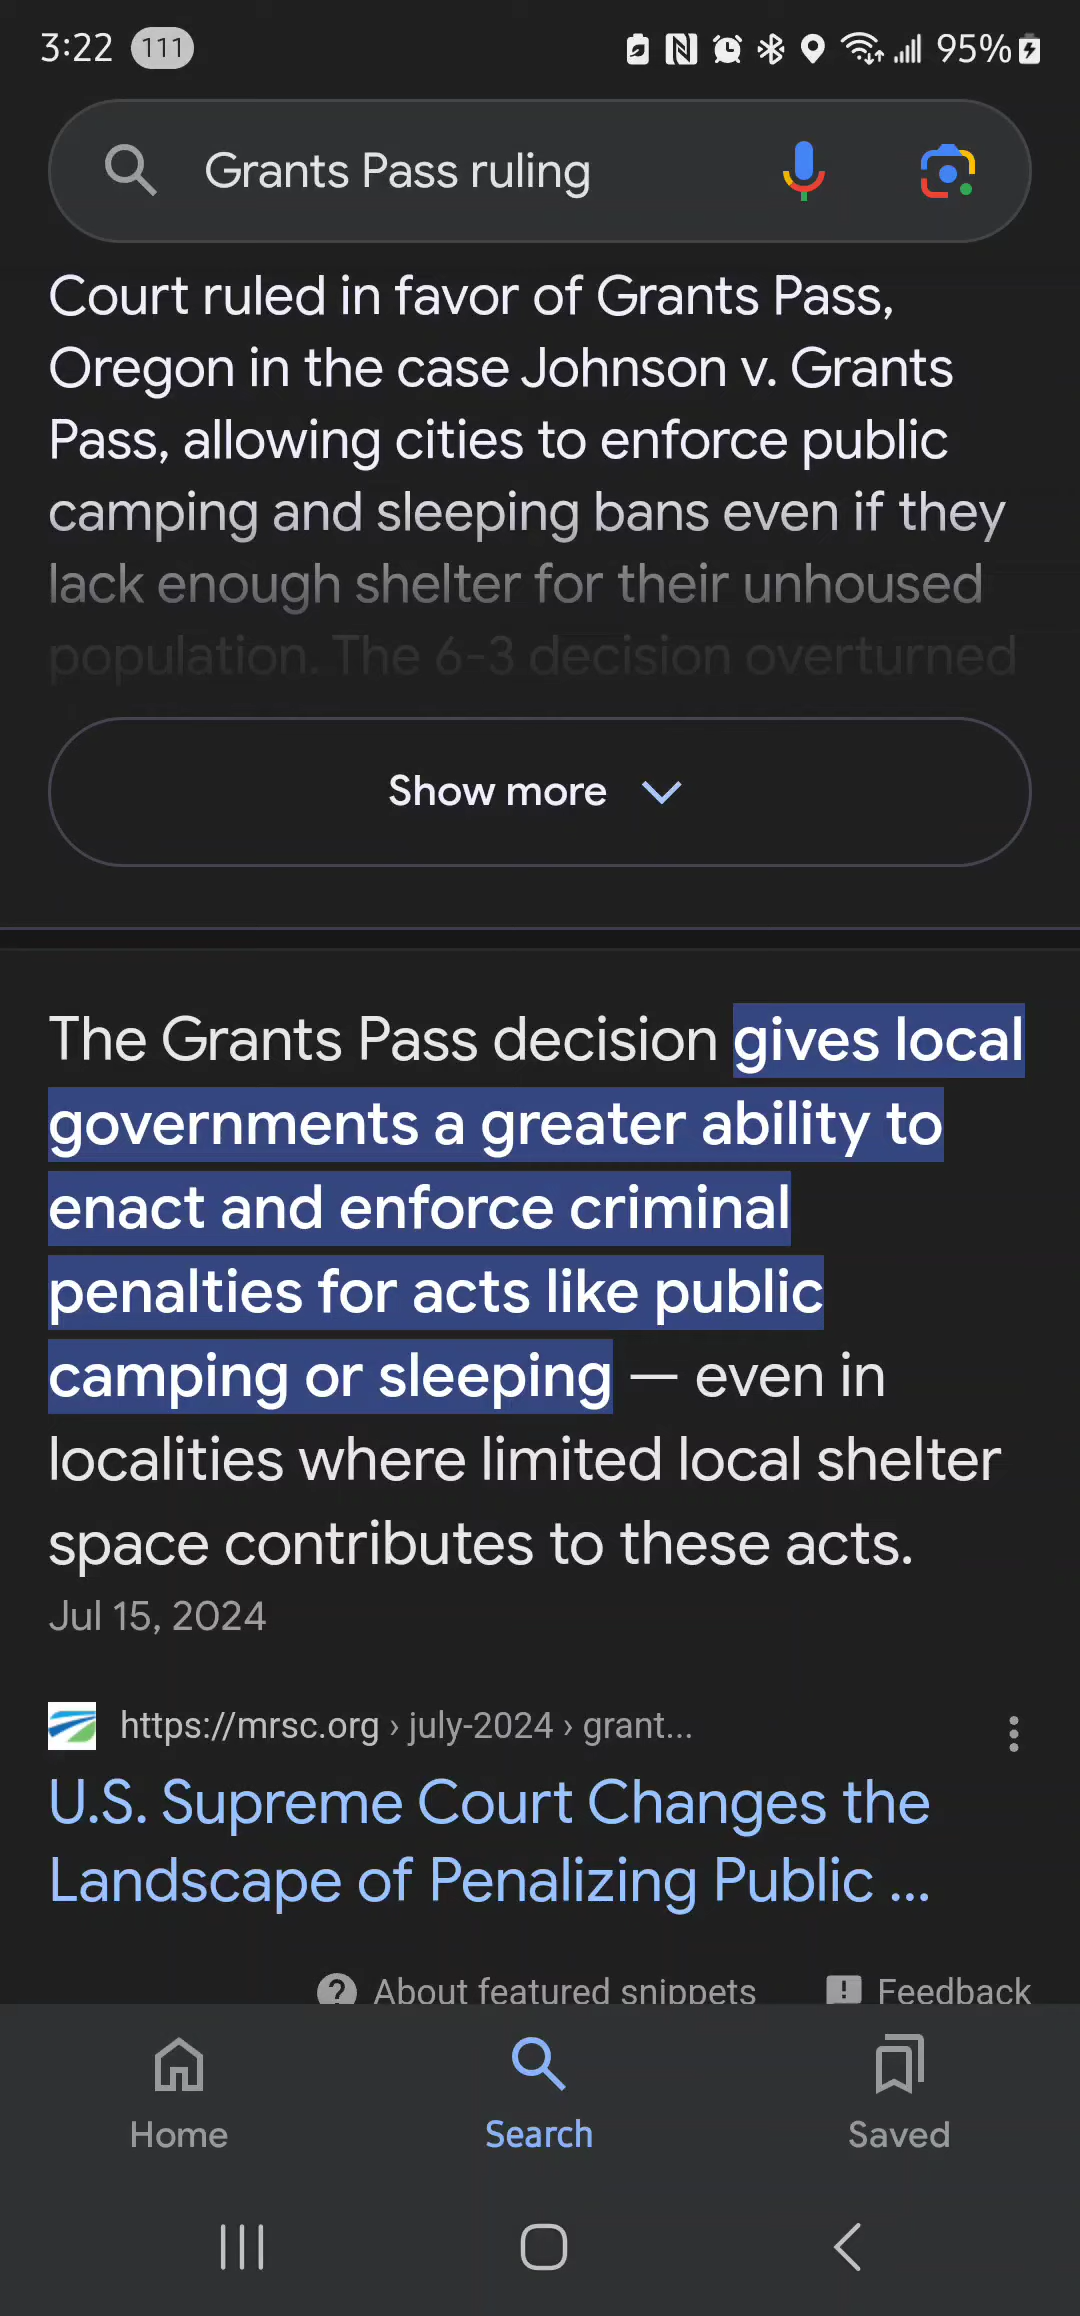 3:22 111 95%
Grants Pass ruling
Court ruled in favor of Grants Pass,
Oregon in the case Johnson v. Grants
Pass, allowing cities to enforce public
camping and sleeping bans even if they
lack enough shelter for their unhoused
population. The 6-3 decision overturned
Show more
The Grants Pass decision gives local
governments a greater ability to
enact and enforce criminal
penalties for acts like public
camping or sleeping — even in
localities where limited local shelter
space contributes to these acts.
Jul 15, 2024
https://mrsc.org › july-2024 › grant...
U.S. Supreme Court Changes the
Landscape of Penalizing Public ...
About featured snippets Feedback
Home Search Saved